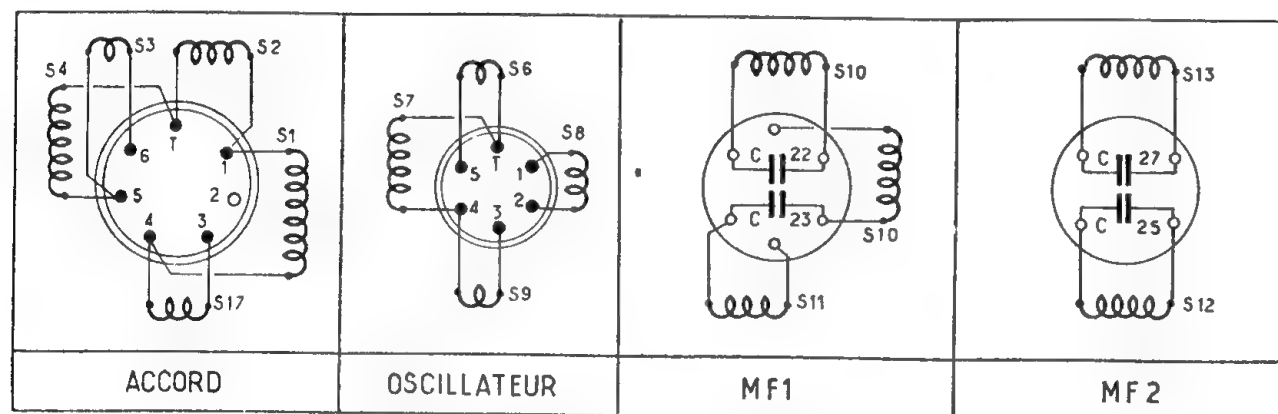 S3
S2
S4
S1
T
6
1
2
5
4
3
S17
ACCORD
S6
S7
S8
T
5
1
4
2
3
S9
OSCILLATEUR
S10
C 22
C 23
S10
S11
MF1
S13
C 27
C 25
S12
MF2